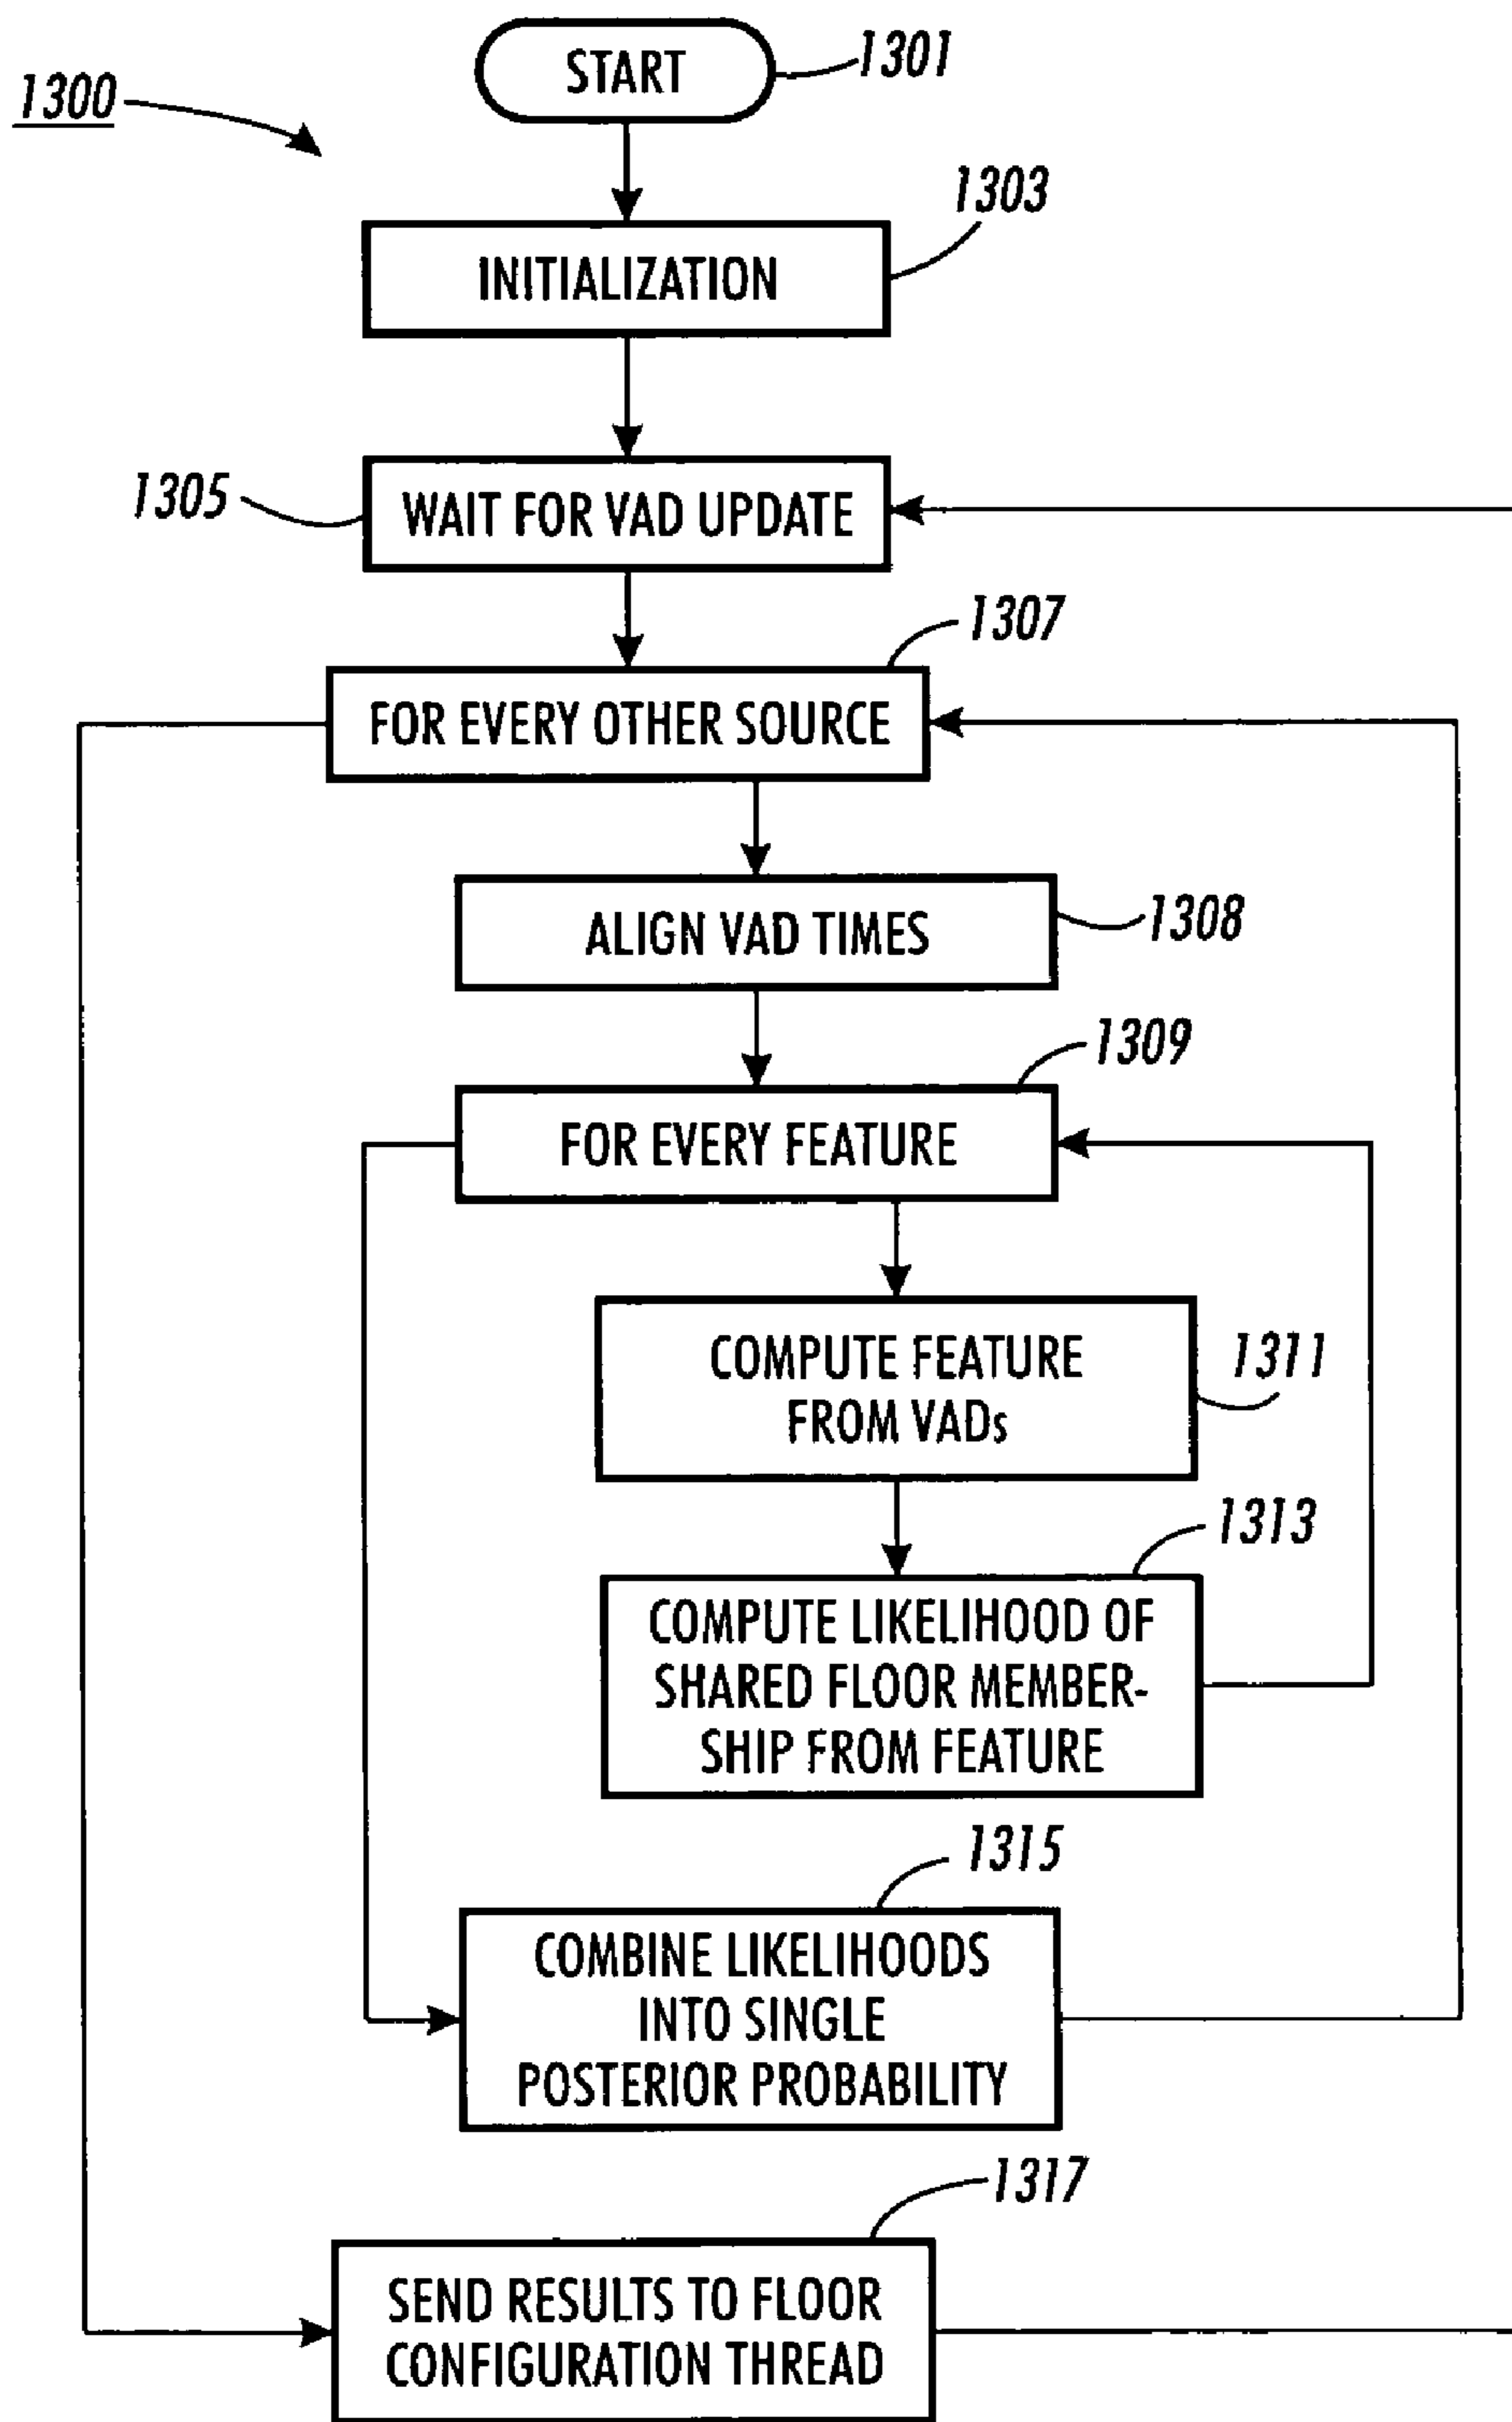 START
1301
1300
1303
INITIALIZATION
1305
WAIT FOR VAD UPDATE
1307
FOR EVERY OTHER SOURCE
ALIGN VAD TIMES
1308
1309
FOR EVERY FEATURE
COMPUTE FEATURE
FROM VADs
1311
1313
COMPUTE LIKELIHOOD OF
SHARED FLOOR MEMBER-
SHIP FROM FEATURE
1315
COMBINE LIKELIHOODS
INTO SINGLE
POSTERIOR PROBABILITY
1317
SEND RESULTS TO FLOOR
CONFIGURATION THREAD